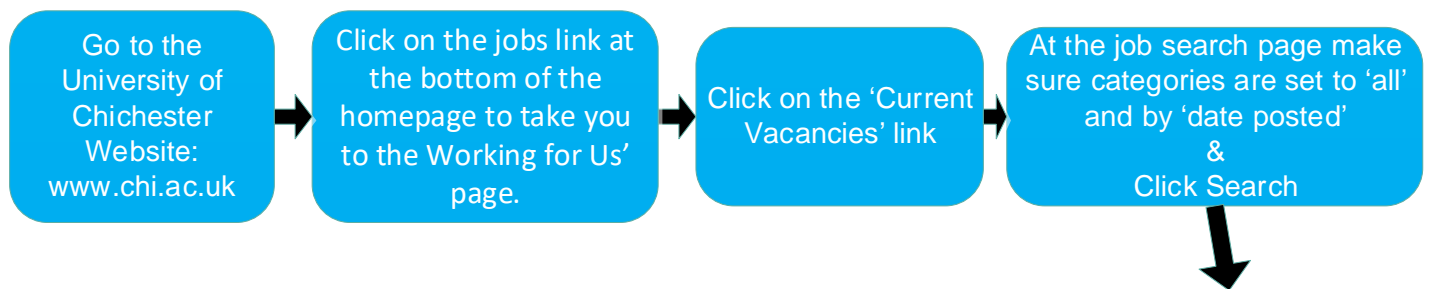 Go to the
University of
Chichester
Website:
www.chi.ac.uk
Click on the jobs link at
the bottom of the
homepage to take you
to the Working for Us’
page.
Click on the ‘Current
Vacancies’ link
At the job search page make
sure categories are set to ‘all’
and by ‘date posted’
&
Click Search